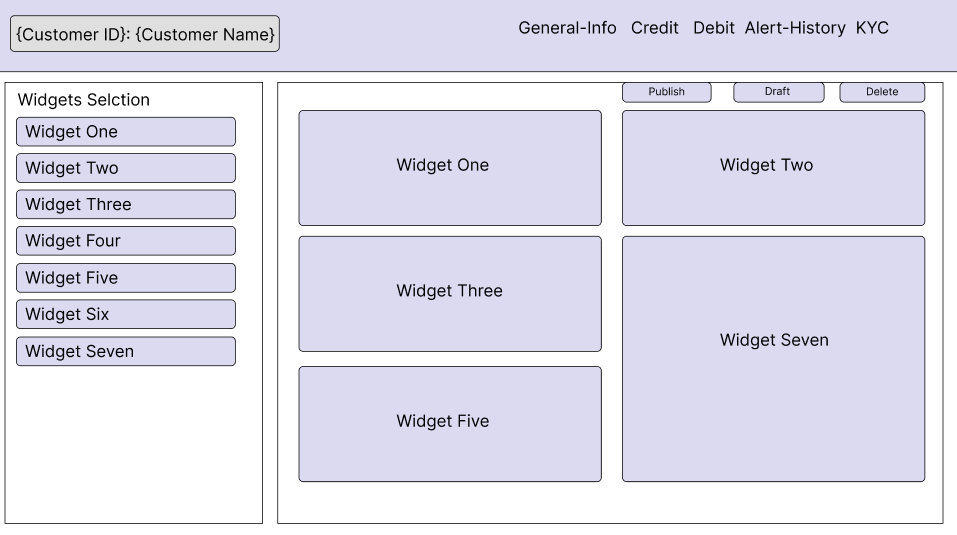 {Customer ID}: {Customer Name}
General-Info Credit Debit Alert-History KYC
Widgets Selction
Widget One
Widget Two
Widget Three
Widget Four
Widget Five
Widget Six
Widget Seven
Publish Draft Delete
Widget One
Widget Two
Widget Three
Widget Seven
Widget Five